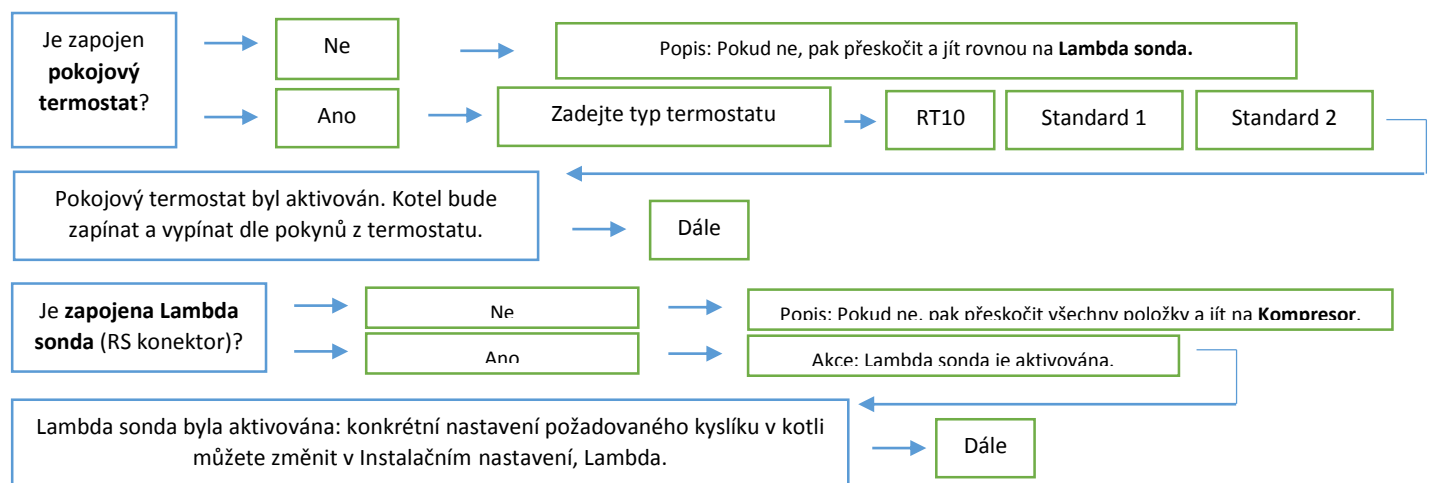 Je zapojen
pokojový
termostat?
Ne
Popis: Pokud ne, pak přeskočit a jít rovnou na Lambda sonda.
Ano
Zadejte typ termostatu
RT10
Standard 1
Standard 2
Pokojový termostat byl aktivován. Kotel bude
zapínat a vypínat dle pokynů z termostatu.
Dále
Je zapojena Lambda
sonda (RS konektor)?
Ne
Popis: Pokud ne, pak přeskočit všechny položky a jít na Kompresor.
Ano
Akce: Lambda sonda je aktivována.
Lambda sonda byla aktivována: konkrétní nastavení požadovaného kyslíku v kotli
můžete změnit v Instalačním nastavení, Lambda.
Dále